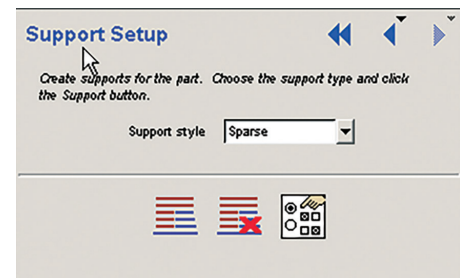 Support Setup
Create supports for the part. Choose the support type and click
the Support button.
Support style Sparse